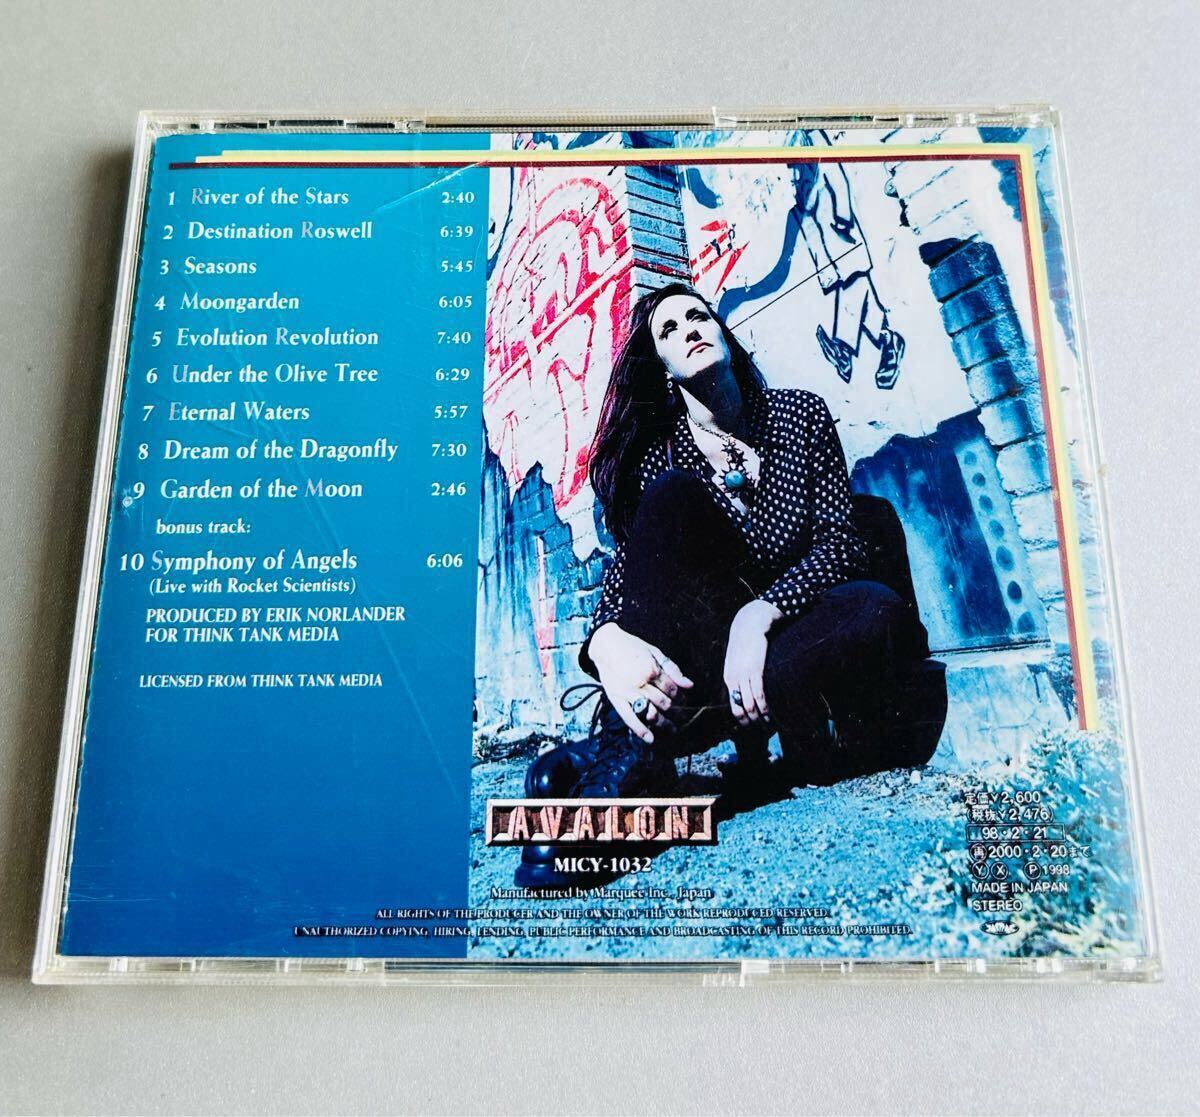 1 River of the Stars 2:40
2 Destination Roswell 6:39
3 Seasons 5:45
4 Moongarden 6:05
5 Evolution Revolution 7:40
6 Under the Olive Tree 6:29
7 Eternal Waters 5:57
8 Dream of the Dragonfly 7:30
9 Garden of the Moon 2:46
bonus track:
10 Symphony of Angels 6:06
(Live with Rocket Scientists)
PRODUCED BY ERIK NORLANDER
FOR THINK TANK MEDIA
LICENSED FROM THINK TANK MEDIA
AVALON
MICY-1032
Manufactured by Marquee Inc., Japan
ALL RIGHTS OF THE PRODUCER AND THE OWNER OF THE WORK REPRODUCED RESERVED.
UNAUTHORIZED COPYING, HIRING, LENDING, PUBLIC PERFORMANCE AND BROADCASTING OF THIS RECORD PROHIBITED.
定価¥2,600
(税抜¥2,476)
98・2・21
再2000・2・20まで
Ⓨ Ⓧ Ⓟ1998
MADE IN JAPAN
STEREO